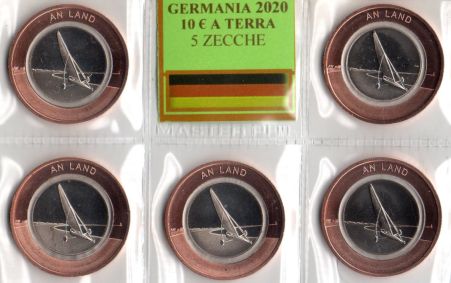 GERMANIA 2020
10 € A TERRA
5 ZECCHE
AN LAND
AN LAND
AN LAND
AN LAND
AN LAND